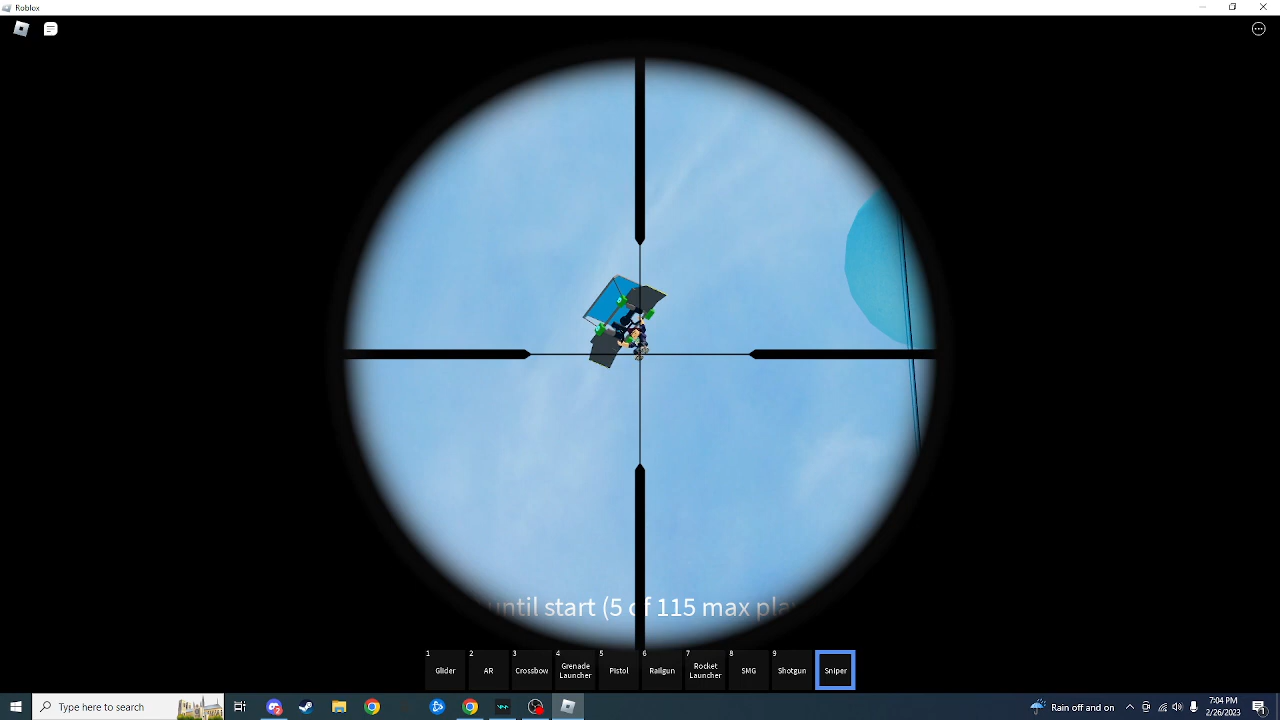 Roblox
until start (5 of 115 max play
1 Glider
2 AR
3 Crossbow
4 Grenade Launcher
5 Pistol
6 Railgun
7 Rocket Launcher
8 SMG
9 Shotgun
Sniper
Type here to search
Rain off and on
7:04 PM
2/26/2023